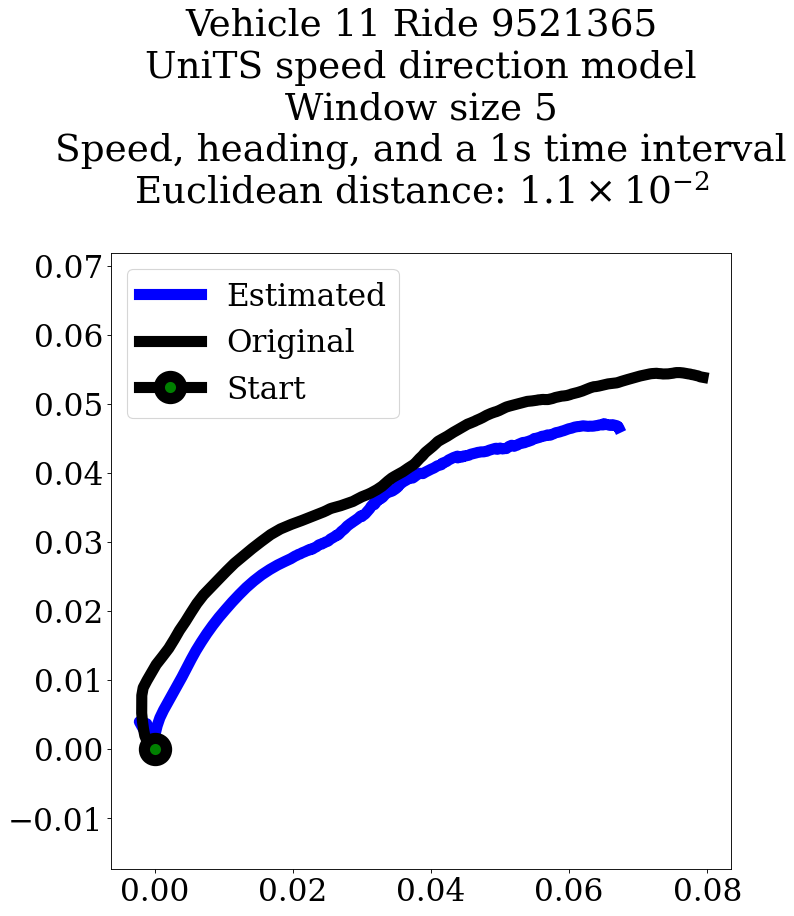 Vehicle 11 Ride 9521365
UniTS speed direction model
Window size 5
Speed, heading, and a 1s time interval
Euclidean distance: 1.1 × 10⁻²
0.07
Estimated
0.06
Original
Start
0.05
0.04
0.03
0.02
0.01
0.00
−0.01
0.00 0.02 0.04 0.06 0.08